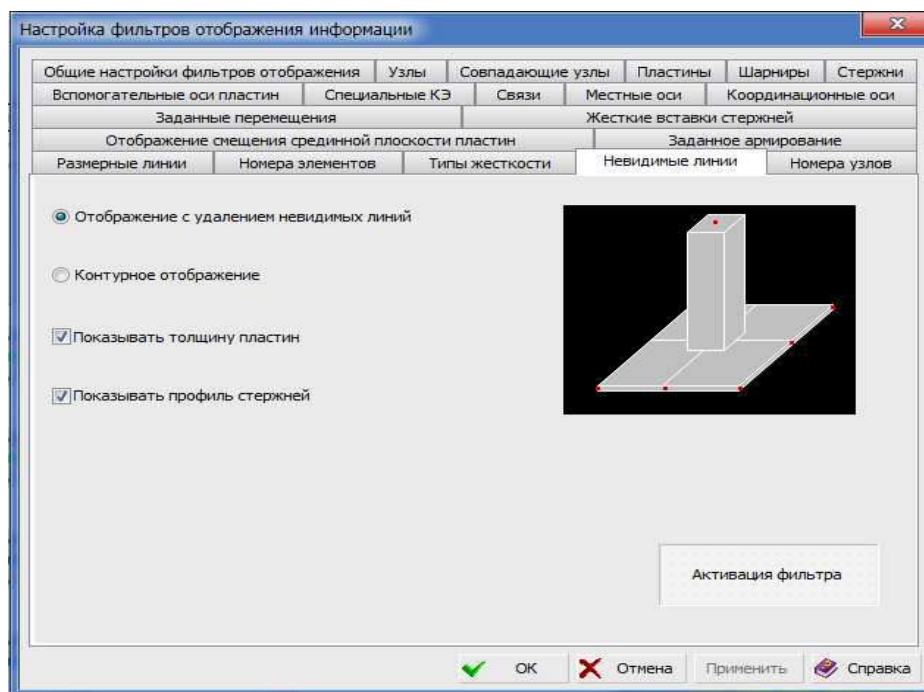 Настройка фильтров отображения информации
Общие настройки фильтров отображения Узлы Совпадающие узлы Пластины Шарниры Стержни
Вспомогательные оси пластин Специальные КЭ Связи Местные оси Координационные оси
Заданные перемещения Жесткие вставки стержней
Отображение смещения срединной плоскости пластин Заданное армирование
Размерные линии Номера элементов Типы жесткости Невидимые линии Номера узлов
Отображение с удалением невидимых линий
Контурное отображение
Показывать толщину пластин
Показывать профиль стержней
Активация фильтра
OK Отмена Применить Справка